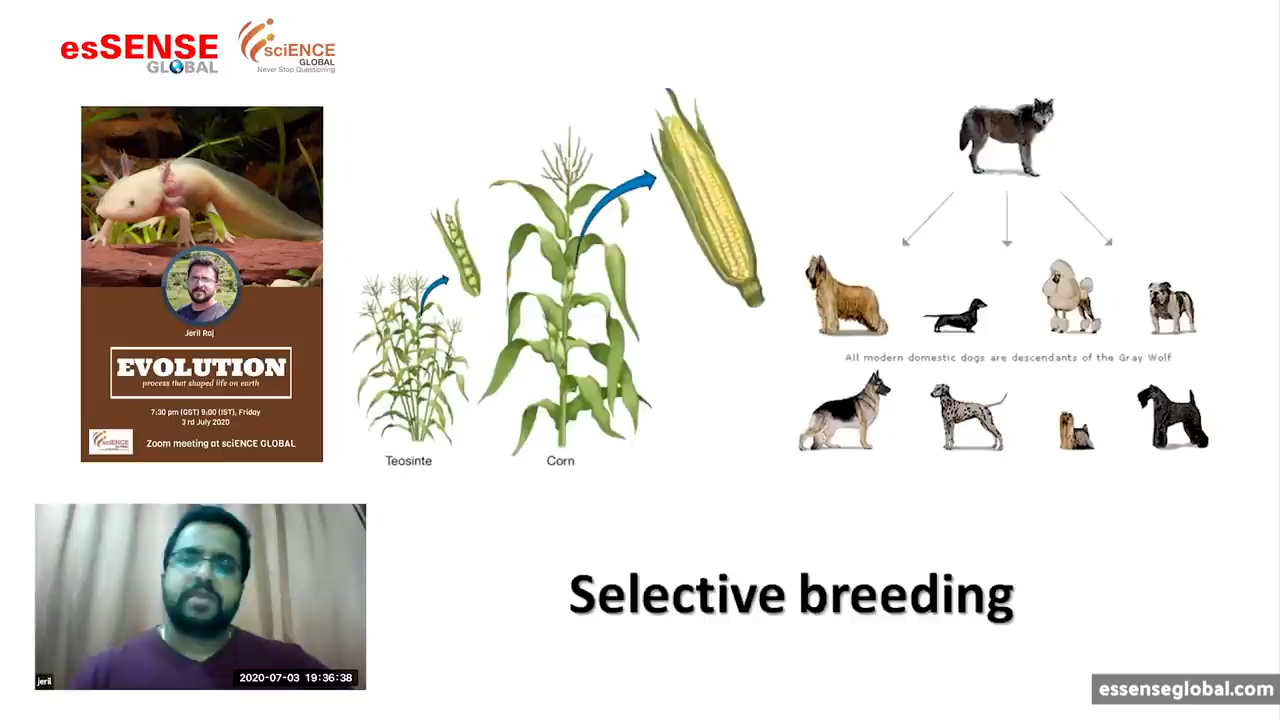 esSENSE
GLOBAL
sciENCE
GLOBAL
Never Stop Questioning
Jeril Raj
EVOLUTION
process that shaped life on earth
7:30 pm (GST) 9:00 (IST), Friday
3 rd July 2020
Zoom meeting at sciENCE GLOBAL
Teosinte
Corn
All modern domestic dogs are descendants of the Gray Wolf
Selective breeding
jeril
2020-07-03 19:36:38
essenseglobal.com